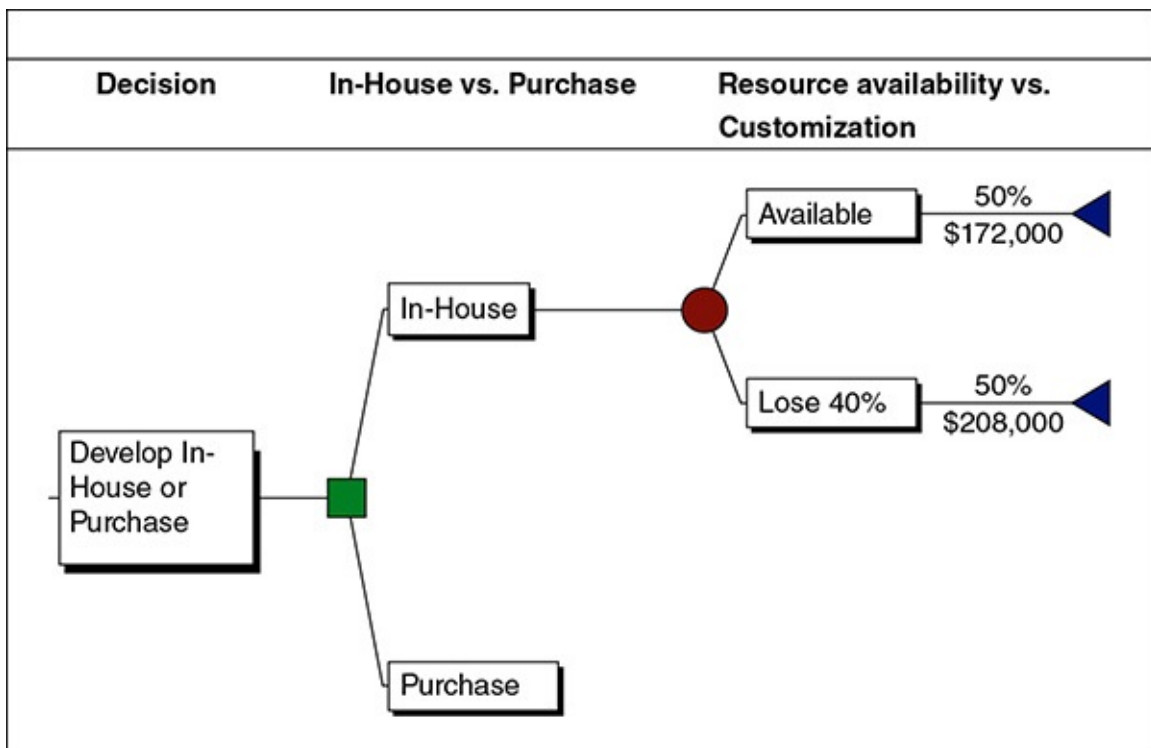 Decision
In-House vs. Purchase
Resource availability vs.
Customization
Available
50%
$172,000
In-House
Lose 40%
50%
$208,000
Develop In-
House or
Purchase
Purchase